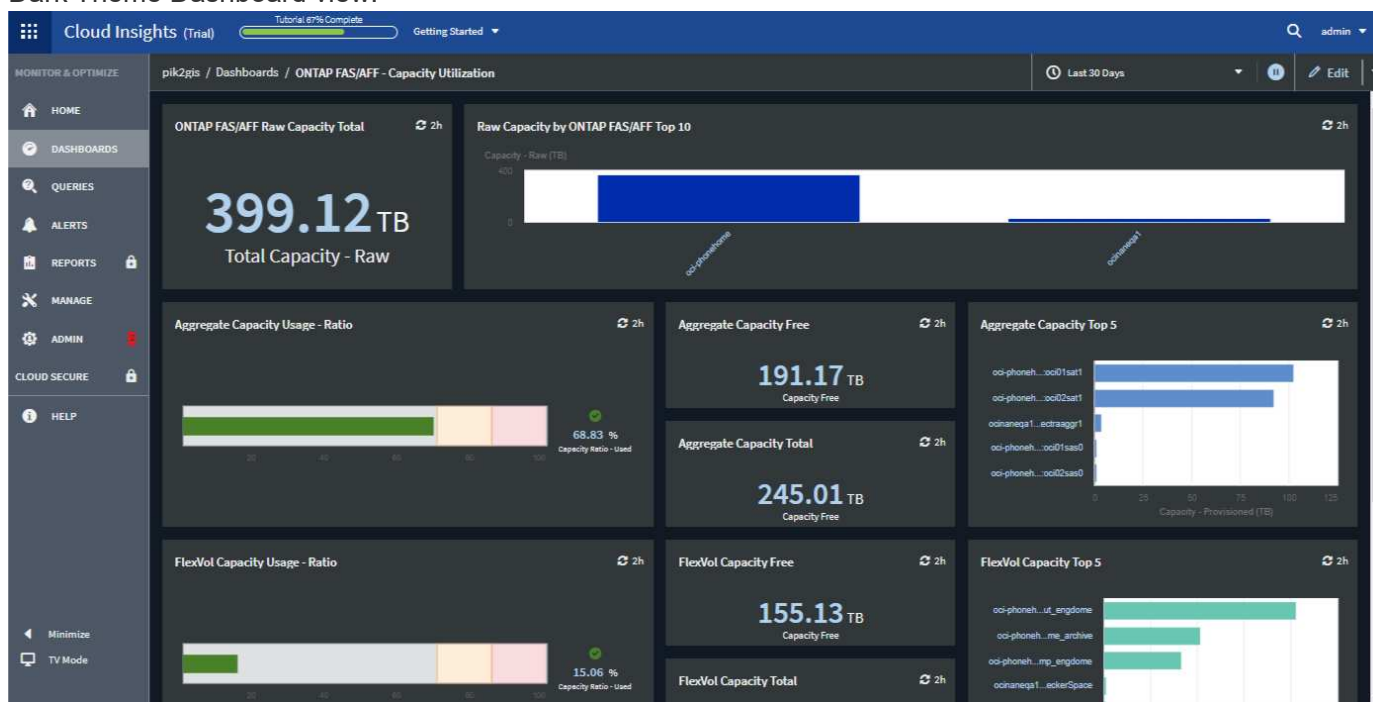 Dark Theme Dashboard view:
Cloud Insights (Trial)
Tutorial 67% Complete
Getting Started
admin
MONITOR & OPTIMIZE
pik2gis / Dashboards / ONTAP FAS/AFF - Capacity Utilization
Last 30 Days
Edit
HOME
DASHBOARDS
QUERIES
ALERTS
REPORTS
MANAGE
ADMIN
CLOUD SECURE
HELP
Minimize
TV Mode
ONTAP FAS/AFF Raw Capacity Total
2h
399.12 TB
Total Capacity - Raw
Raw Capacity by ONTAP FAS/AFF Top 10
2h
Capacity - Raw (TB)
400
0
oci-phonehome
ocinaneqa1
Aggregate Capacity Usage - Ratio
2h
68.83 %
Capacity Ratio - Used
20 40 60 80 100
Aggregate Capacity Free
2h
191.17 TB
Capacity Free
Aggregate Capacity Total
2h
245.01 TB
Capacity Free
Aggregate Capacity Top 5
2h
oci-phoneh...:oci01sat1
oci-phoneh...:oci02sat1
ocinaneqa1...ectraaggr1
oci-phoneh...:oci01sas0
oci-phoneh...:oci02sas0
0 25 50 75 100 125
Capacity - Provisioned (TB)
FlexVol Capacity Usage - Ratio
2h
15.06 %
Capacity Ratio - Used
20 40 60 80 100
FlexVol Capacity Free
2h
155.13 TB
Capacity Free
FlexVol Capacity Total
2h
FlexVol Capacity Top 5
2h
oci-phoneh...ut_engdome
oci-phoneh...me_archive
oci-phoneh...mp_engdome
ocinaneqa1...eckerSpace